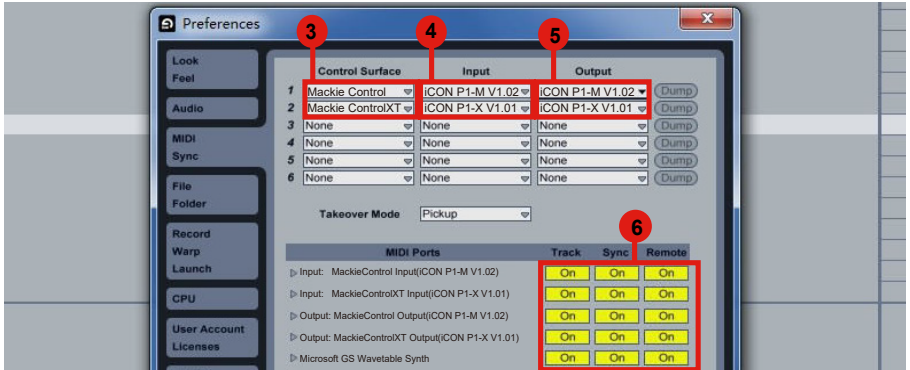 Preferences
3 4 5
Look
Feel
Audio
MIDI
Sync
File
Folder
Record
Warp
Launch
CPU
User Account
Licenses
Control Surface Input Output
1 Mackie Control iCON P1-M V1.02 iCON P1-M V1.02 Dump
2 Mackie ControlXT iCON P1-X V1.01 iCON P1-X V1.01 Dump
3 None None None Dump
4 None None None Dump
5 None None None Dump
6 None None None Dump
Takeover Mode Pickup
6
MIDI Ports Track Sync Remote
Input: MackieControl Input(iCON P1-M V1.02) On On On
Input: MackieControlXT Input(iCON P1-X V1.01) On On On
Output: MackieControl Output(iCON P1-M V1.02) On On On
Output: MackieControlXT Output(iCON P1-X V1.01) On On On
Microsoft GS Wavetable Synth On On On